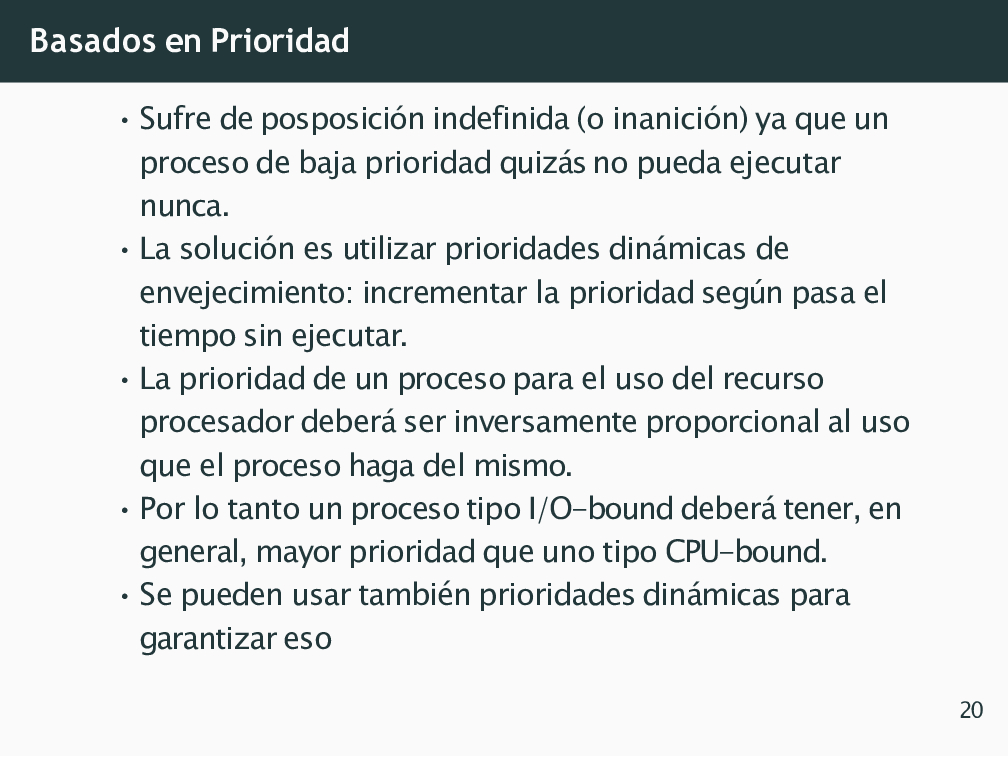 Basados en Prioridad
• Sufre de posposición indefinida (o inanición) ya que un
proceso de baja prioridad quizás no pueda ejecutar
nunca.
• La solución es utilizar prioridades dinámicas de
envejecimiento: incrementar la prioridad según pasa el
tiempo sin ejecutar.
• La prioridad de un proceso para el uso del recurso
procesador deberá ser inversamente proporcional al uso
que el proceso haga del mismo.
• Por lo tanto un proceso tipo I/O-bound deberá tener, en
general, mayor prioridad que uno tipo CPU-bound.
• Se pueden usar también prioridades dinámicas para
garantizar eso
20